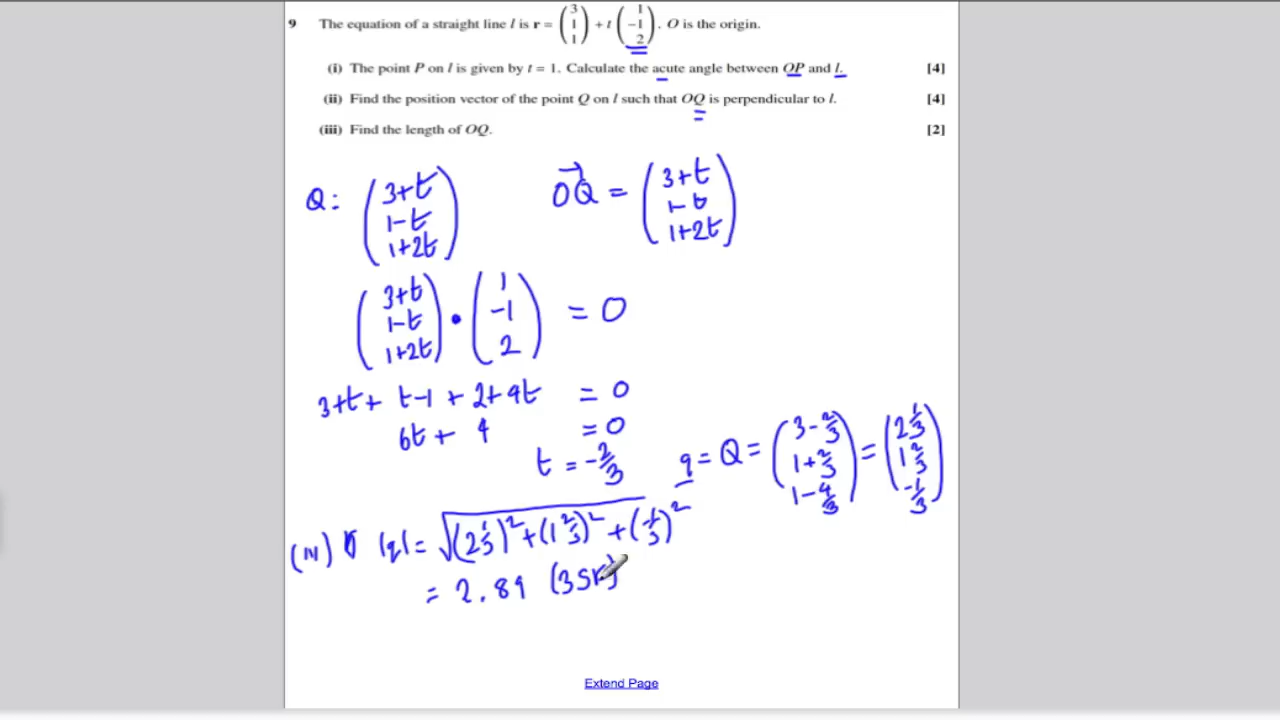 9 The equation of a straight line l is r = (3 1 1) + t (1 −1 2). O is the origin.
(i) The point P on l is given by t = 1. Calculate the acute angle between OP and l. [4]
(ii) Find the position vector of the point Q on l such that OQ is perpendicular to l. [4]
(iii) Find the length of OQ. [2]
Q: (3+t 1-t 1+2t) OQ = (3+t 1-t 1+2t)
(3+t 1-t 1+2t) • (1 -1 2) = 0
3+t + t-1 + 2+4t = 0
6t + 4 = 0
t = -2/3 q = Q = (3-2/3 1+2/3 1-4/3) = (2 1/3 1 2/3 -1/3)
|q| = √(2 1/3)² + (1 2/3)² + (1/3)²
= 2.89 (3SF)
Extend Page